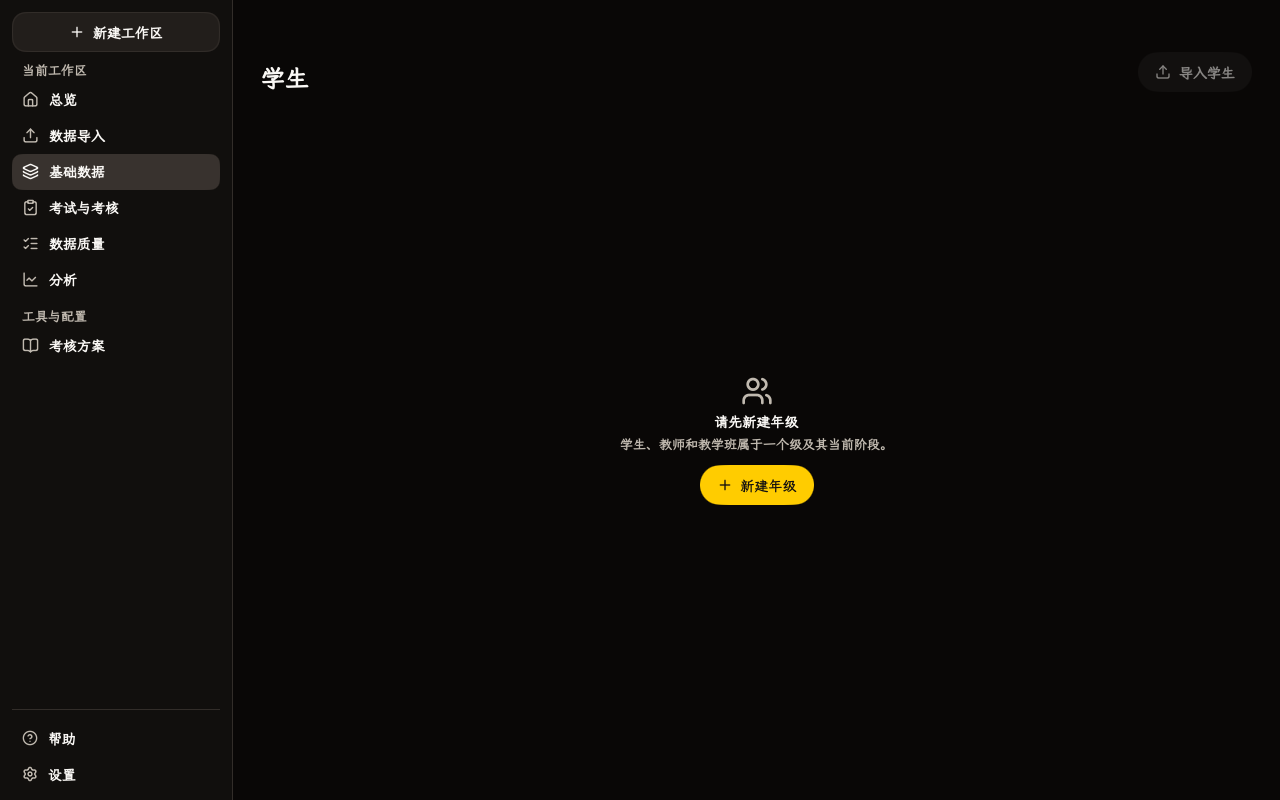 新建工作区
当前工作区
总览
数据导入
基础数据
考试与考核
数据质量
分析
工具与配置
考核方案
帮助
设置
学生
导入学生
请先新建年级
学生、教师和教学班属于一个级及其当前阶段。
新建年级